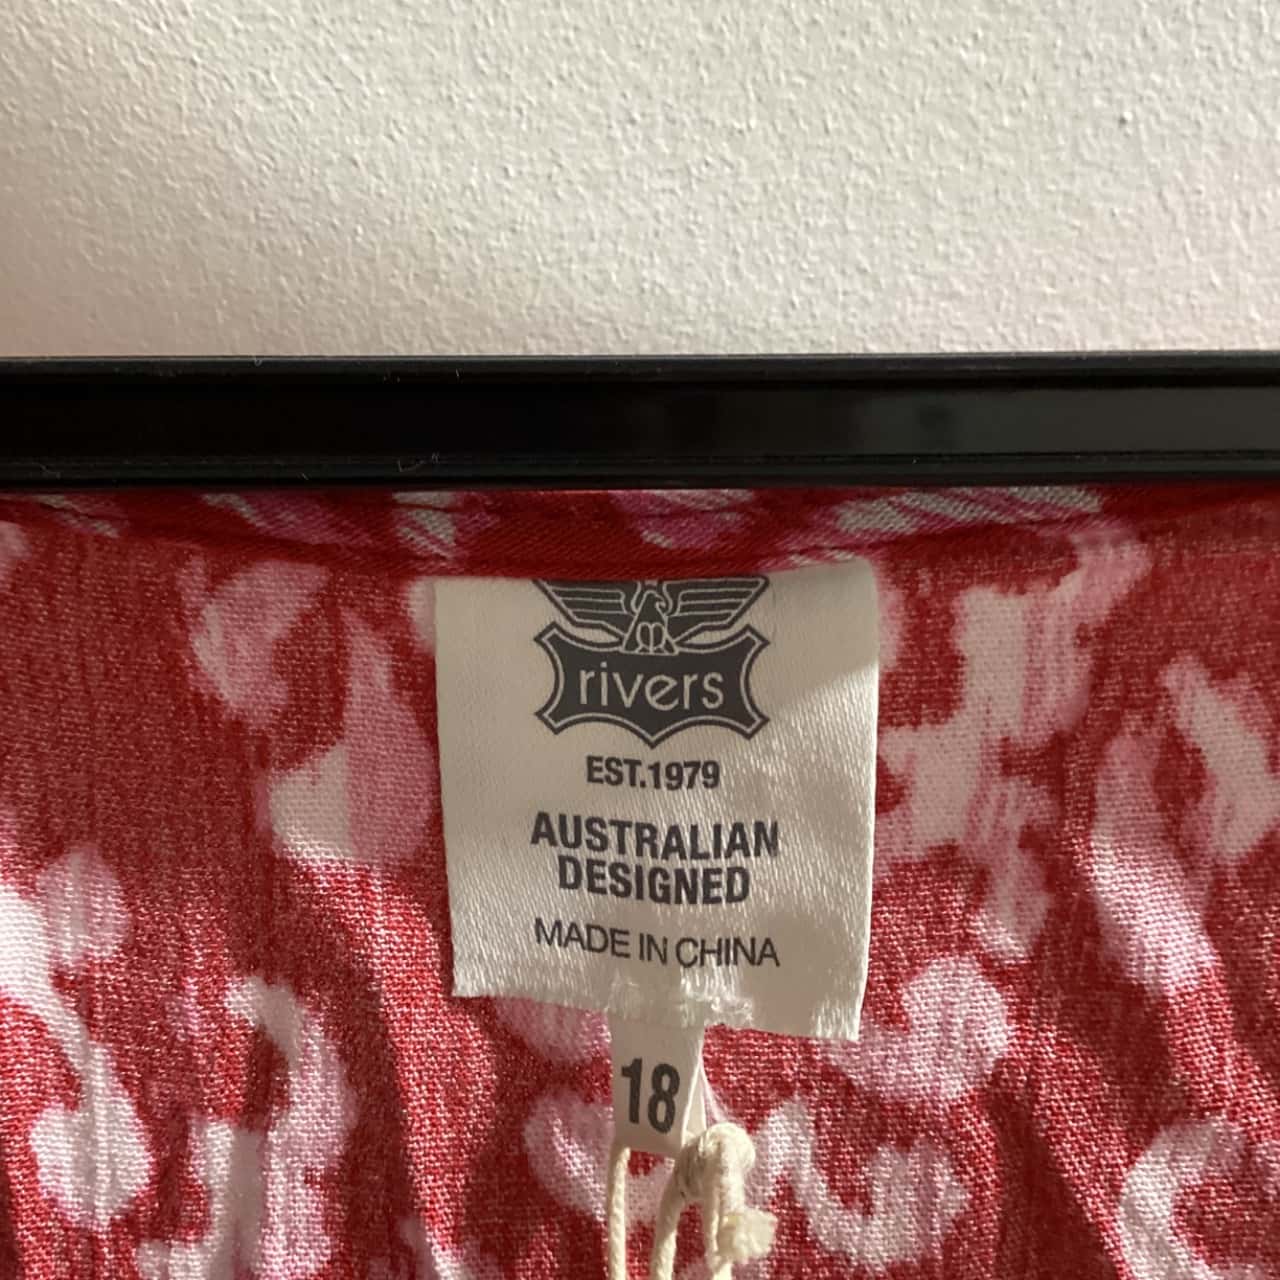 rivers
EST.1979
AUSTRALIAN
DESIGNED
MADE IN CHINA
18